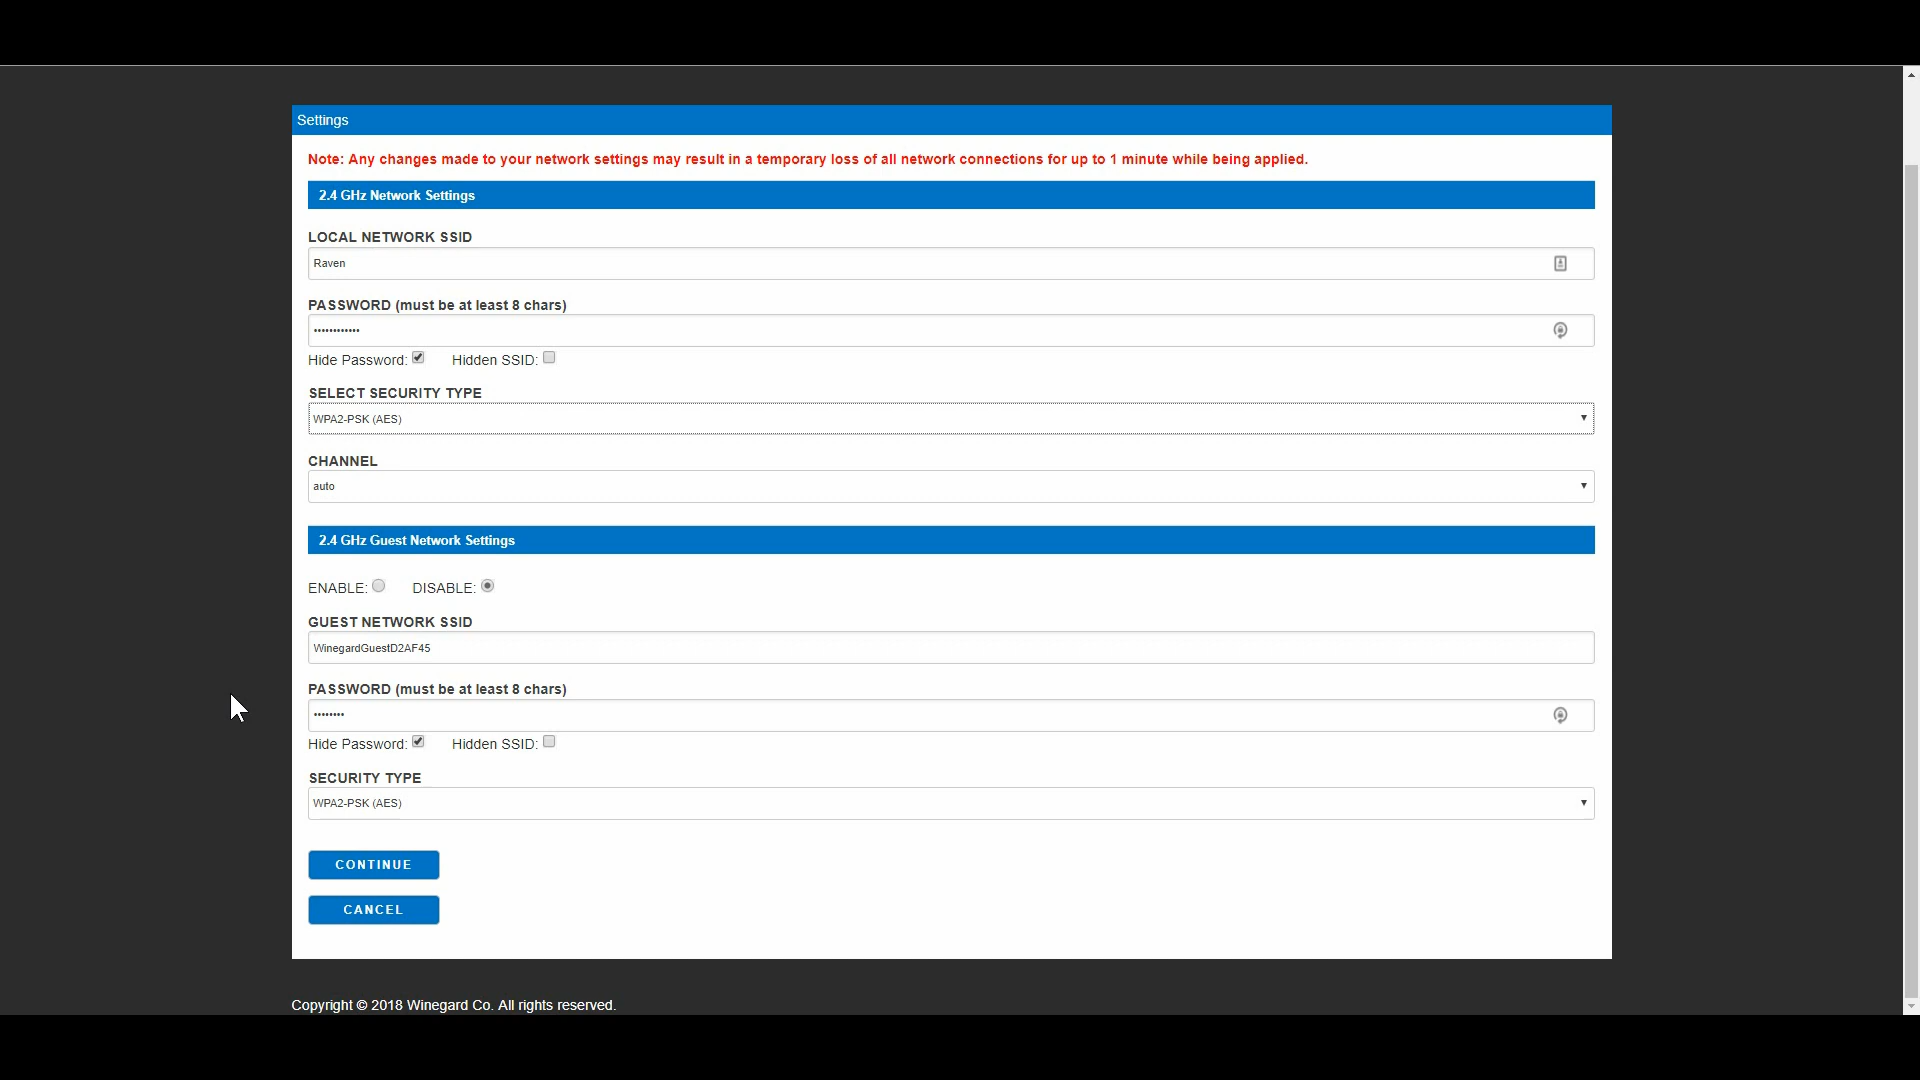 Settings
Note: Any changes made to your network settings may result in a temporary loss of all network connections for up to 1 minute while being applied.
2.4 GHz Network Settings
LOCAL NETWORK SSID
Raven
PASSWORD (must be at least 8 chars)
••••••••••••
Hide Password: Hidden SSID:
SELECT SECURITY TYPE
WPA2-PSK (AES)
CHANNEL
auto
2.4 GHz Guest Network Settings
ENABLE: DISABLE:
GUEST NETWORK SSID
WinegardGuestD2AF45
PASSWORD (must be at least 8 chars)
••••••••
Hide Password: Hidden SSID:
SECURITY TYPE
WPA2-PSK (AES)
CONTINUE
CANCEL
Copyright © 2018 Winegard Co. All rights reserved.